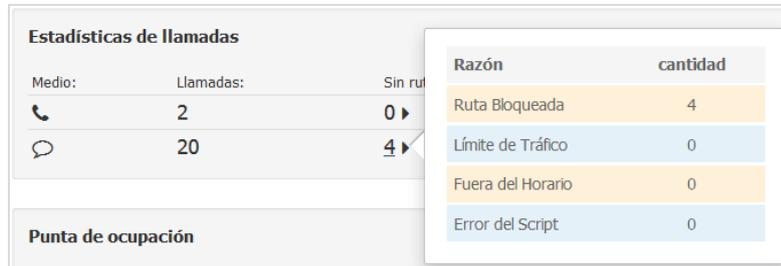 Estadísticas de llamadas
Medio: Llamadas: Sin rut
2 0
20 4
Razón cantidad
Ruta Bloqueada 4
Límite de Tráfico 0
Fuera del Horario 0
Error del Script 0
Punta de ocupación